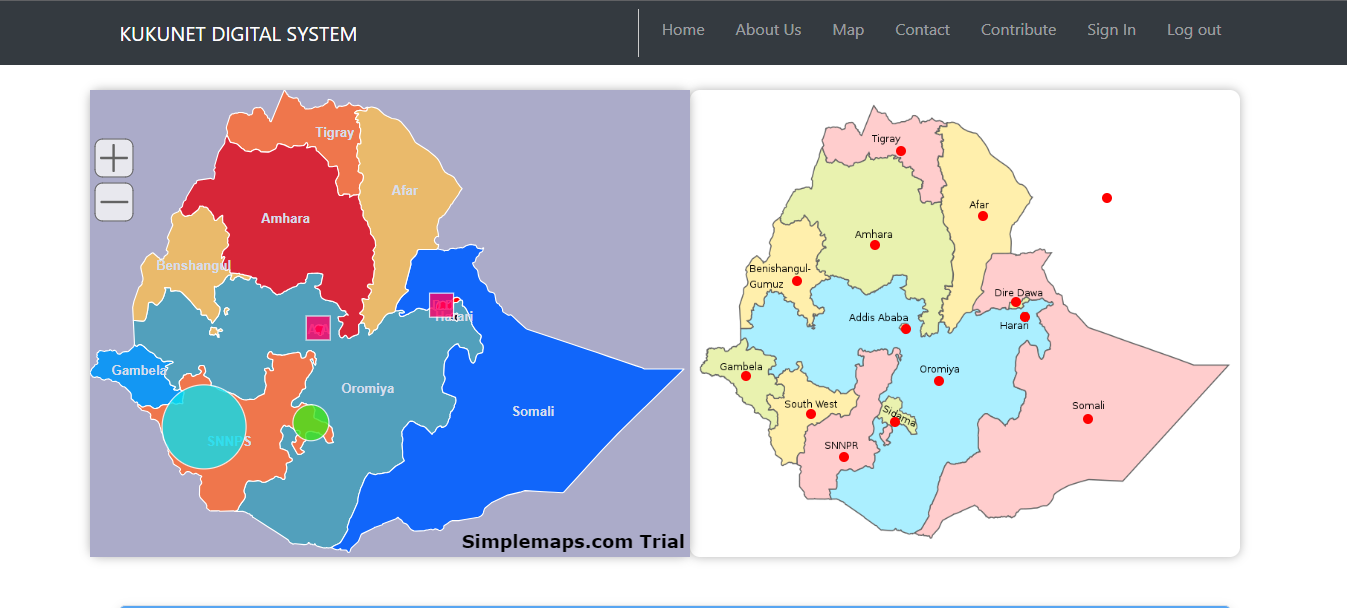 KUKUNET DIGITAL SYSTEM
Home
About Us
Map
Contact
Contribute
Sign In
Log out
Tigray
Afar
Amhara
Benshangul
Harari
Gambela
Oromiya
Somali
SNNPS
Simplemaps.com Trial
Tigray
Afar
Amhara
Benishangul-
Gumuz
Dire Dawa
Addis Ababa
Harari
Gambela
Oromiya
South West
Sidama
Somali
SNNPR